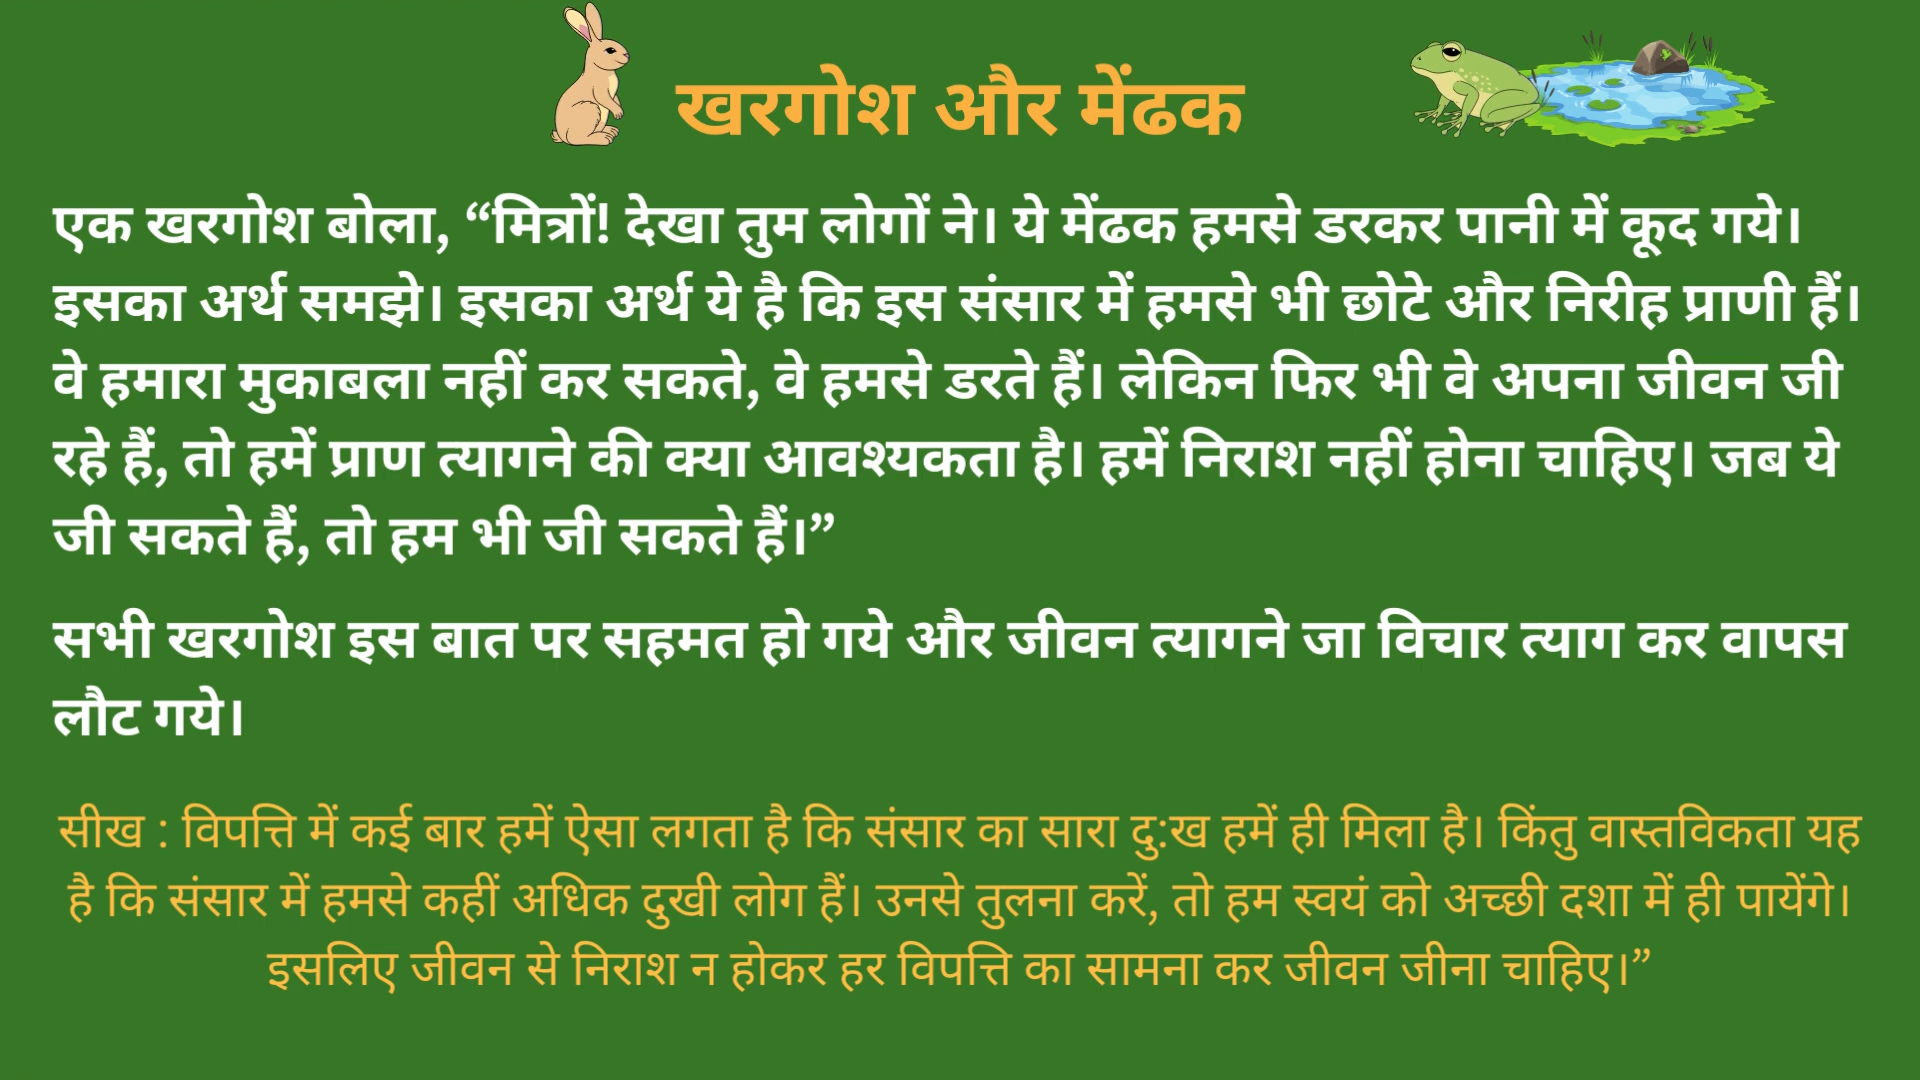 खरगोश और मेंढक
एक खरगोश बोला, “मित्रों! देखा तुम लोगों ने। ये मेंढक हमसे डरकर पानी में कूद गये।
इसका अर्थ समझे। इसका अर्थ ये है कि इस संसार में हमसे भी छोटे और निरीह प्राणी हैं।
वे हमारा मुकाबला नहीं कर सकते, वे हमसे डरते हैं। लेकिन फिर भी वे अपना जीवन जी
रहे हैं, तो हमें प्राण त्यागने की क्या आवश्यकता है। हमें निराश नहीं होना चाहिए। जब ये
जी सकते हैं, तो हम भी जी सकते हैं।”
सभी खरगोश इस बात पर सहमत हो गये और जीवन त्यागने जा विचार त्याग कर वापस
लौट गये।
सीख : विपत्ति में कई बार हमें ऐसा लगता है कि संसार का सारा दु:ख हमें ही मिला है। किंतु वास्तविकता यह
है कि संसार में हमसे कहीं अधिक दुखी लोग हैं। उनसे तुलना करें, तो हम स्वयं को अच्छी दशा में ही पायेंगे।
इसलिए जीवन से निराश न होकर हर विपत्ति का सामना कर जीवन जीना चाहिए।”